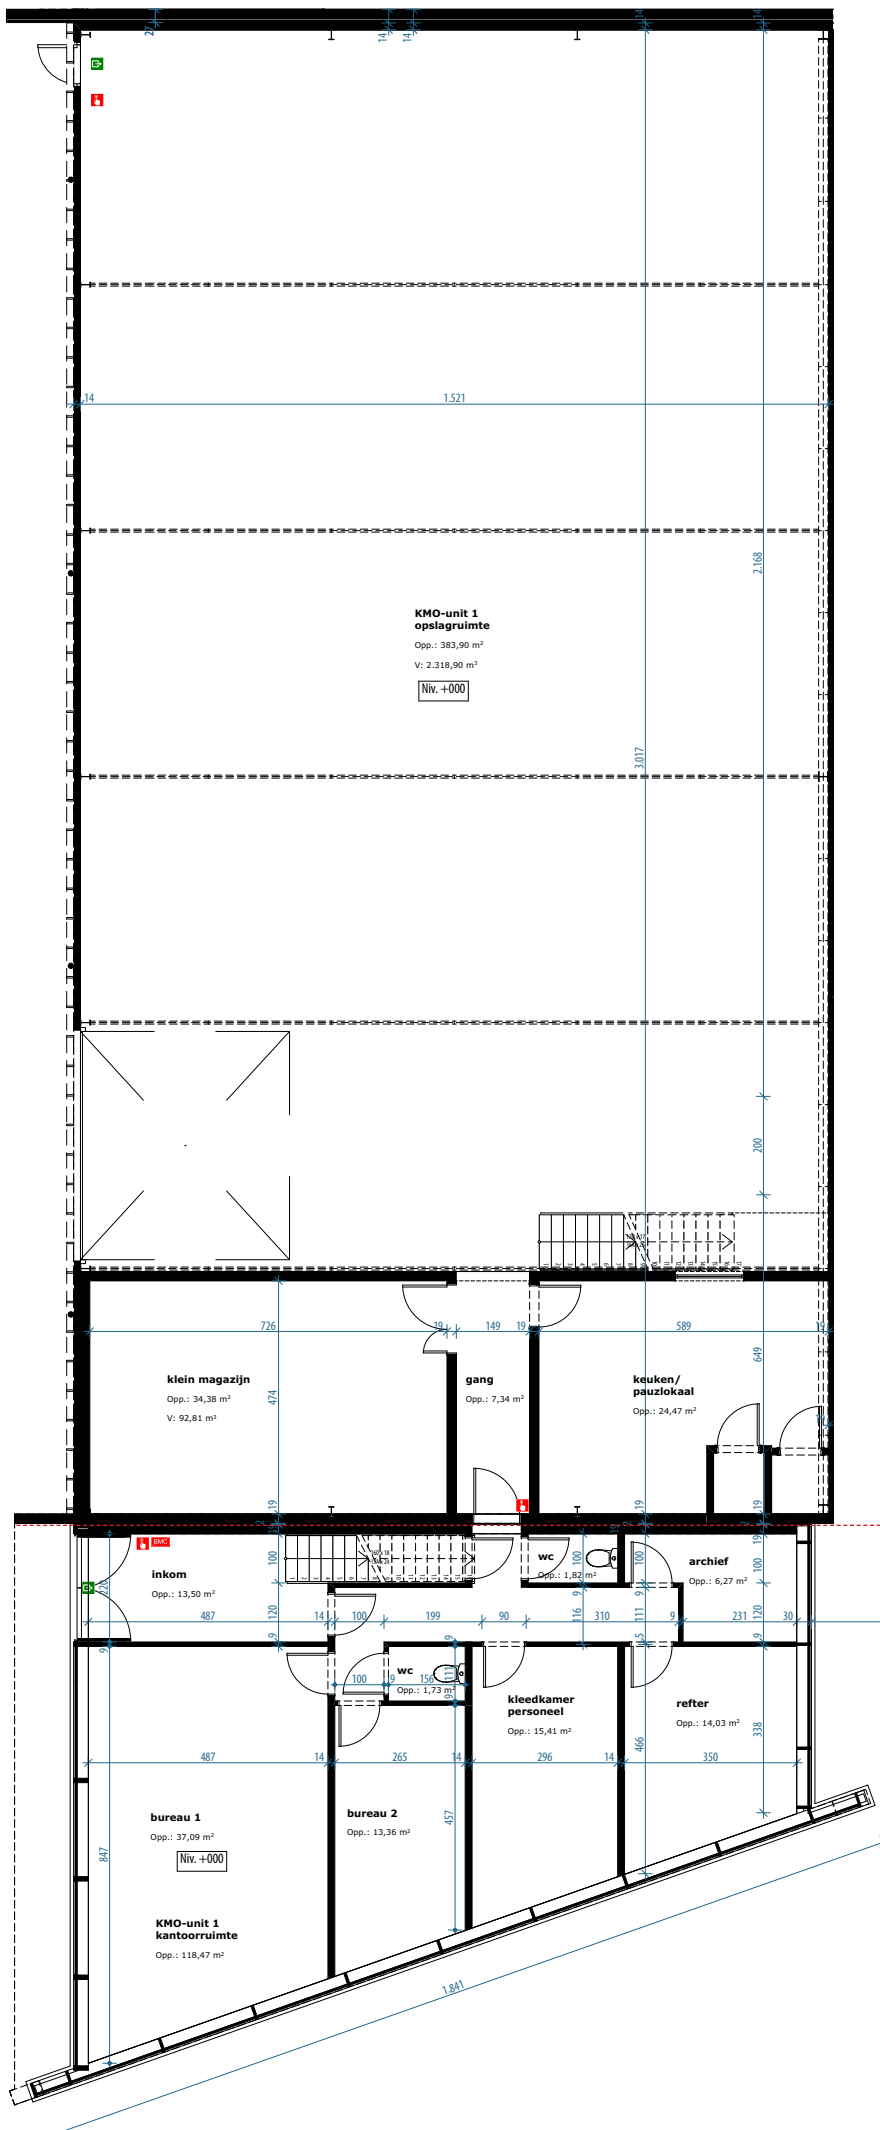 27
14
14
14
14
14
1.521
2.168
KMO-unit 1
opslagruimte
Opp.: 383,90 m²
V: 2.318,90 m³
Niv. +000
3.017
200
726
19
149
19
589
19
649
klein magazijn
Opp.: 34,38 m²
V: 92,81 m³
474
gang
Opp.: 7,34 m²
keuken/
pauzlokaal
Opp.: 24,47 m²
19
19
19
BMC
inkom
Opp.: 13,50 m²
220
100
120
wc
Opp.: 1,82 m²
100
100
archief
Opp.: 6,27 m²
100
120
487
14
100
199
90
310
116
111
9
231
30
wc
Opp.: 1,73 m²
100
9
156
111
kleedkamer
personeel
Opp.: 15,41 m²
refter
Opp.: 14,03 m²
338
487
14
265
14
296
14
350
466
bureau 1
Opp.: 37,09 m²
Niv. +000
bureau 2
Opp.: 13,36 m²
457
847
KMO-unit 1
kantoorruimte
Opp.: 118,47 m²
1.841